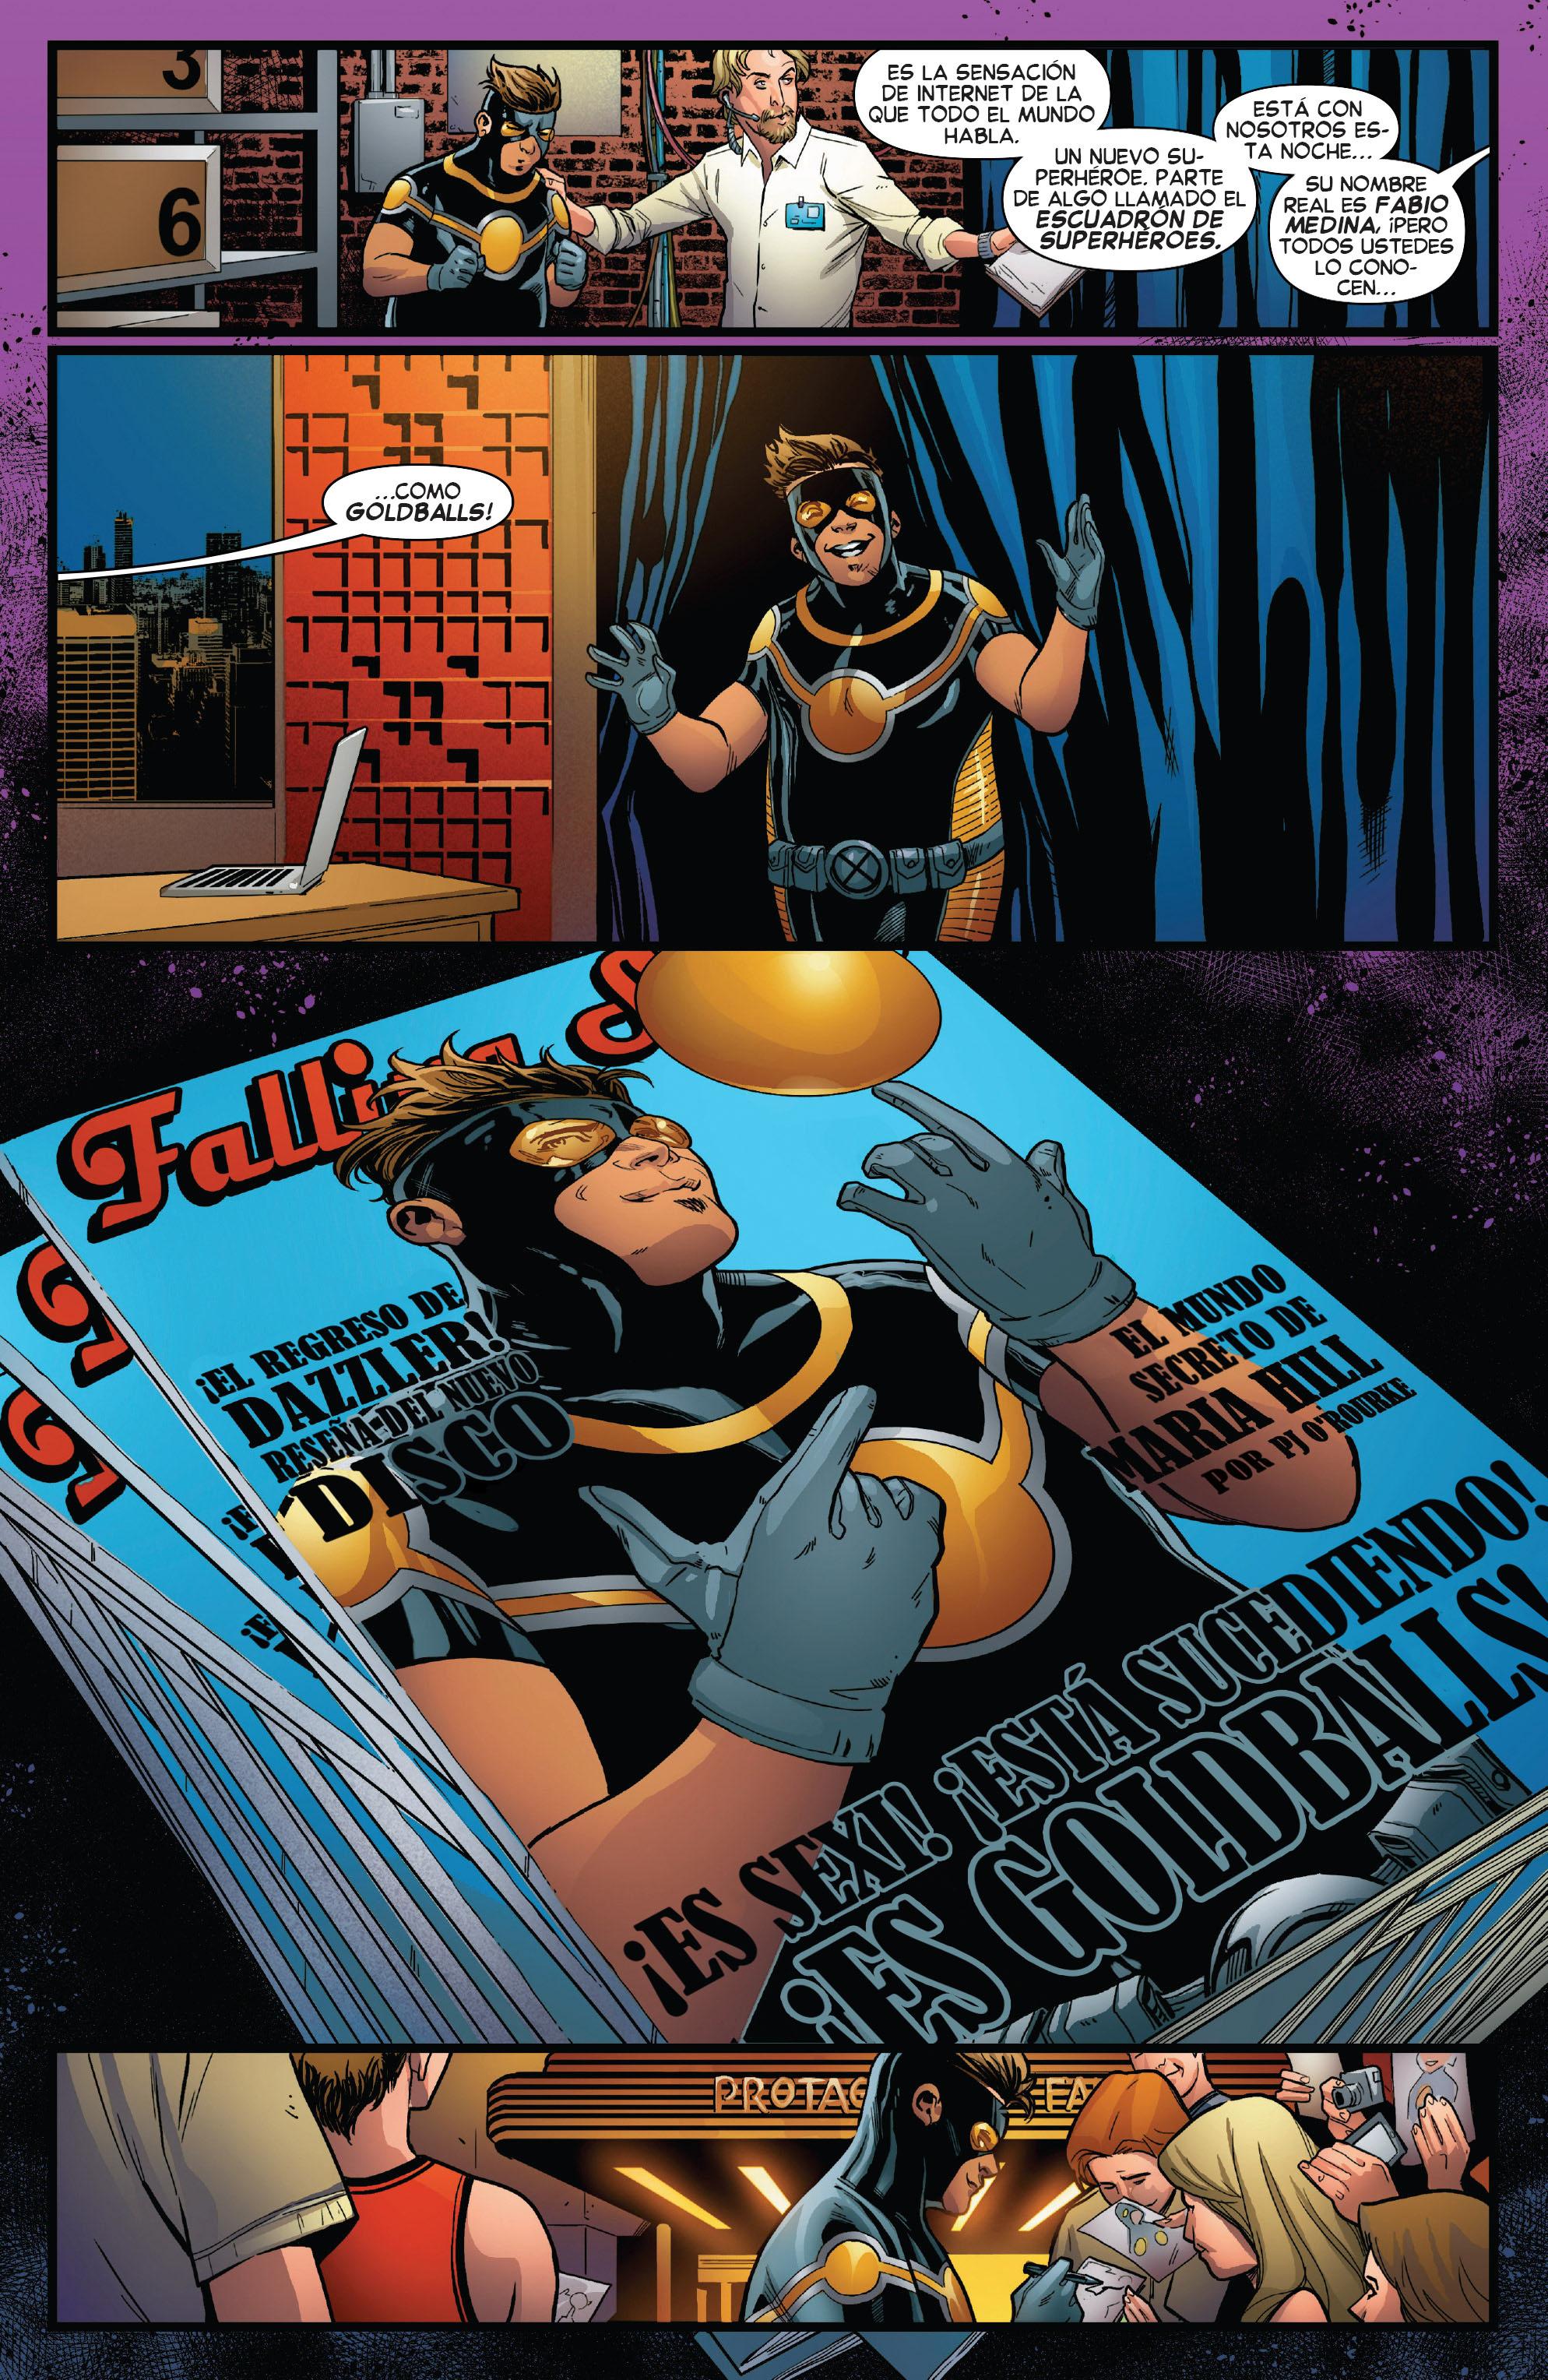 3
6
ES LA SENSACIÓN
DE INTERNET DE LA
QUE TODO EL MUNDO
HABLA.
UN NUEVO SU-
PERHÉROE. PARTE
DE ALGO LLAMADO EL
ESCUADRÓN DE
SUPERHÉROES.
ESTÁ CON
NOSOTROS ES-
TA NOCHE...
SU NOMBRE
REAL ES FABIO
MEDINA, ¡PERO
TODOS USTEDES
LO CONO-
CEN...
...COMO
GOLDBALLS!
Falling S
¡EL REGRESO DE
DAZZLER!
RESEÑA DEL NUEVO
DISCO
EL MUNDO
SECRETO DE
MARIA HILL
POR PJ O'ROURKE
¡ES SEXI! ¡ESTÁ SUCEDIENDO!
¡ES GOLDBALLS!
PROTAG
FA